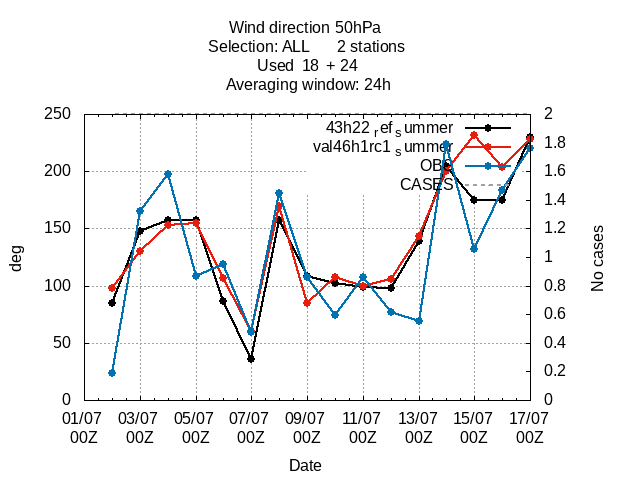 Wind direction 50hPa
Selection: ALL 2 stations
Used 18 + 24
Averaging window: 24h
250 2
43h22_ref_summer
1.8
val46h1rc1_summer
200 OBS 1.6
CASES
1.4
150 1.2
deg
1
No cases
100 0.8
0.6
50 0.4
0.2
0 0
01/07 03/07 05/07 07/07 09/07 11/07 13/07 15/07 17/07
00Z 00Z 00Z 00Z 00Z 00Z 00Z 00Z 00Z
Date